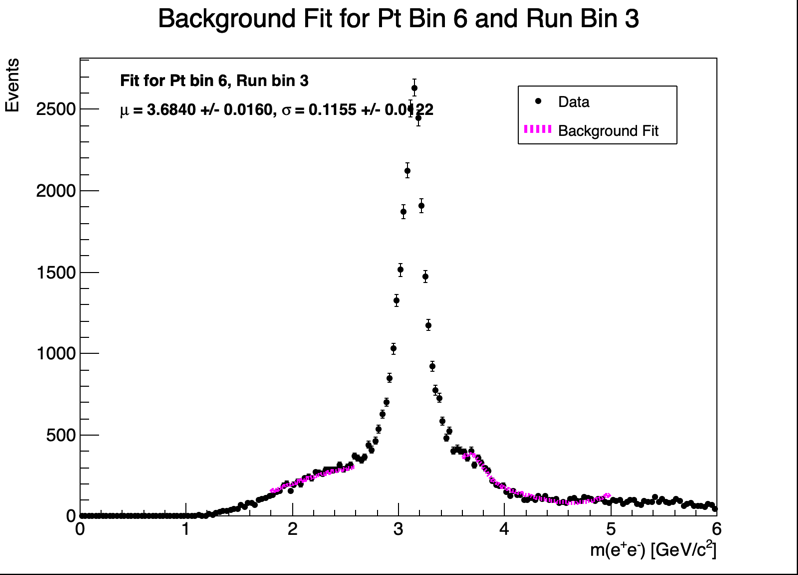 Background Fit for Pt Bin 6 and Run Bin 3
Events
Fit for Pt bin 6, Run bin 3
μ = 3.6840 +/- 0.0160, σ = 0.1155 +/- 0.0122
Data
Background Fit
2500
2000
1500
1000
500
0
0 1 2 3 4 5 6
m(e⁺e⁻) [GeV/c²]